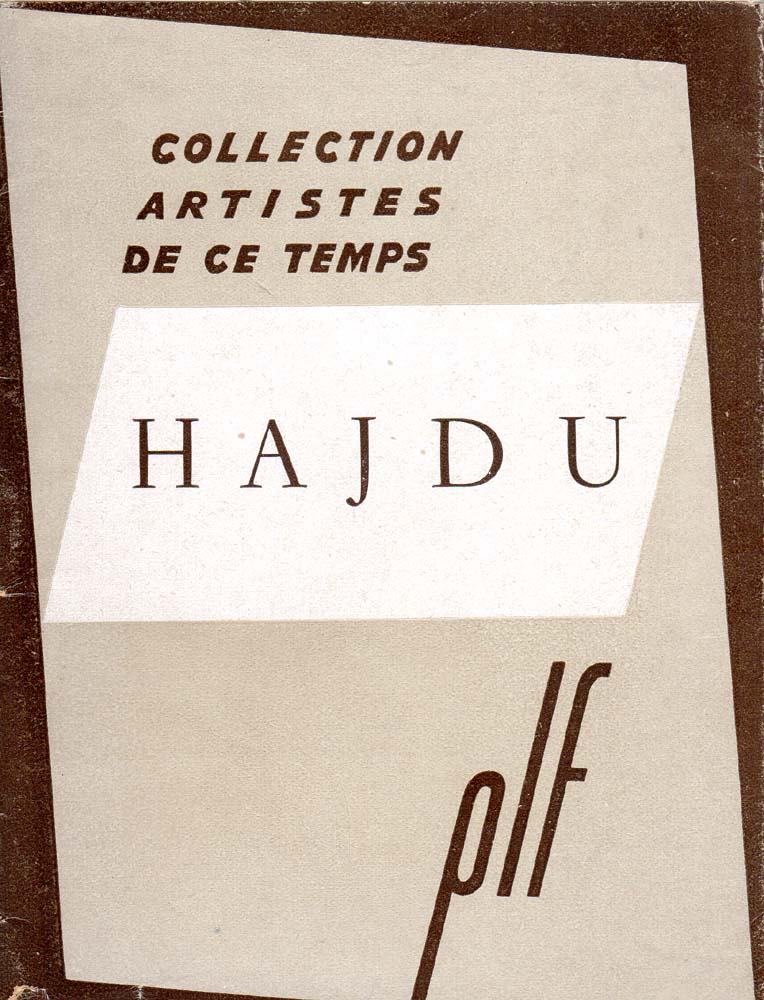 COLLECTION
ARTISTES
DE CE TEMPS
HAJDU
plf